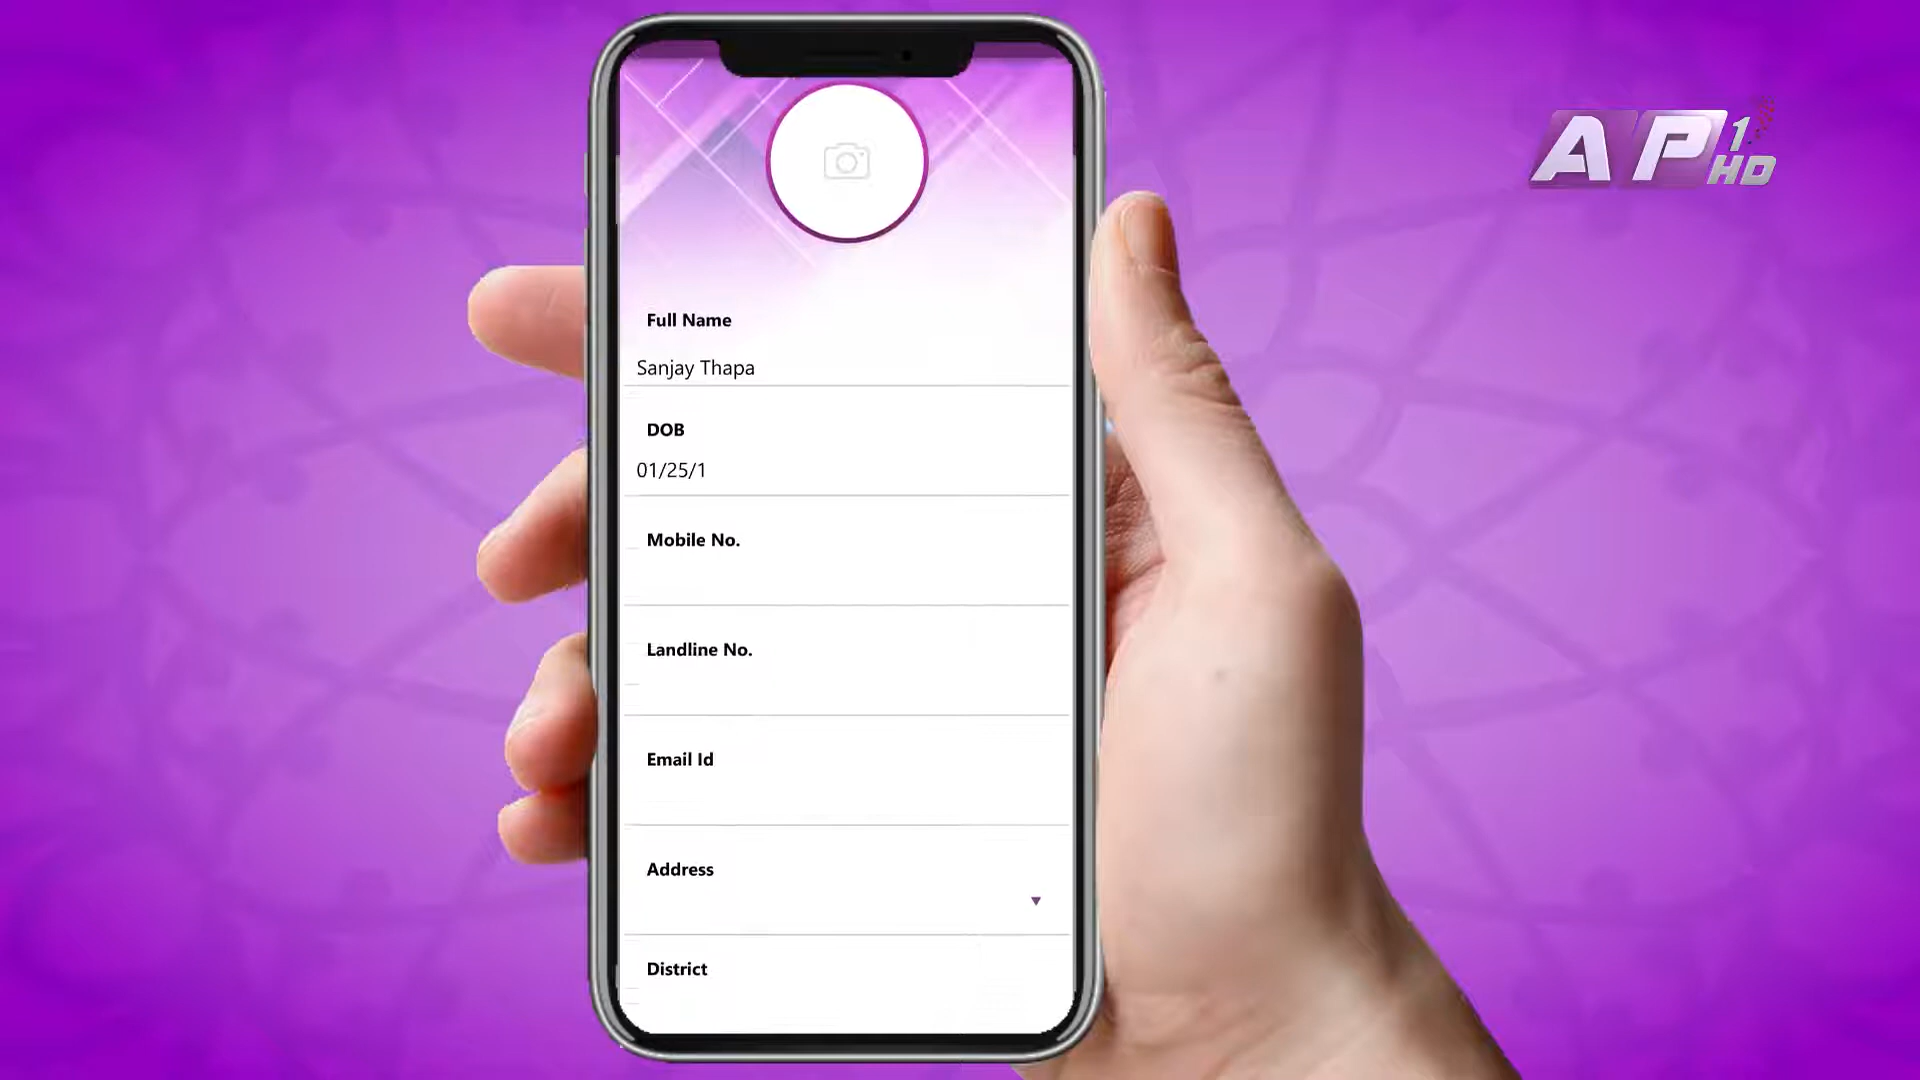 AP1
HD
Full Name
Sanjay Thapa
DOB
01/25/1
Mobile No.
Landline No.
Email Id
Address
District